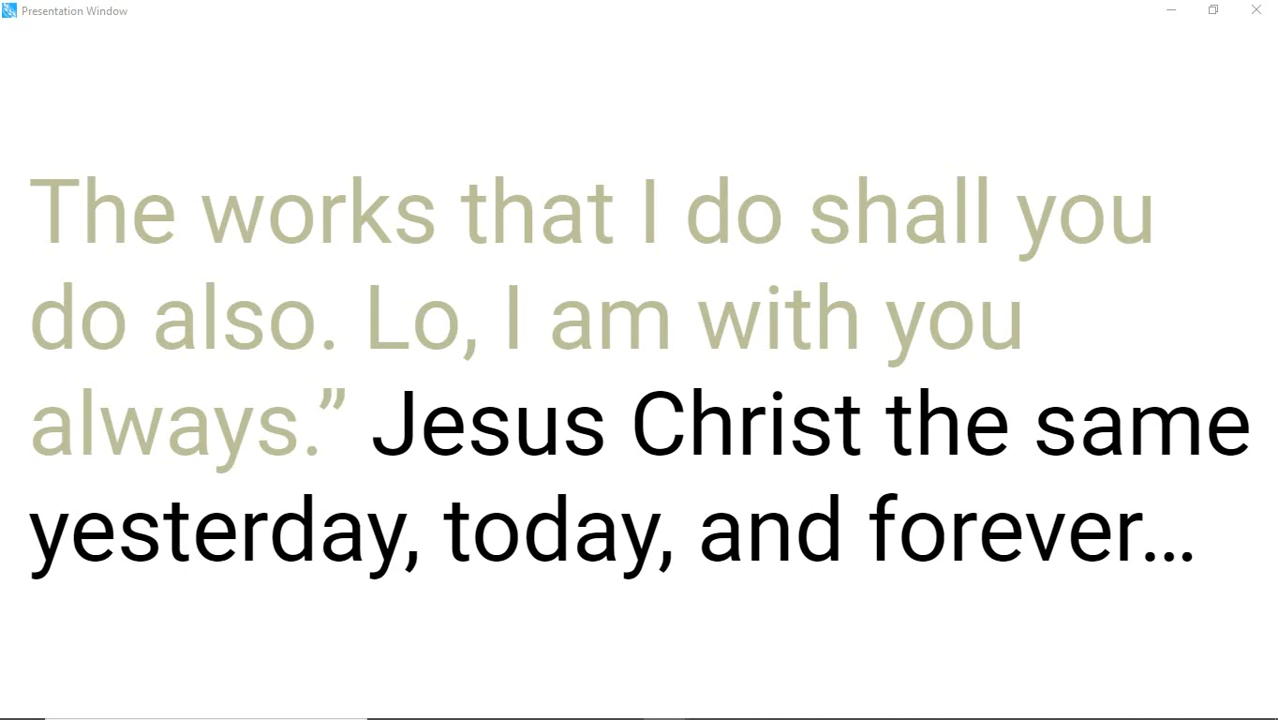 Presentation Window
The works that I do shall you
do also. Lo, I am with you
always.” Jesus Christ the same
yesterday, today, and forever…